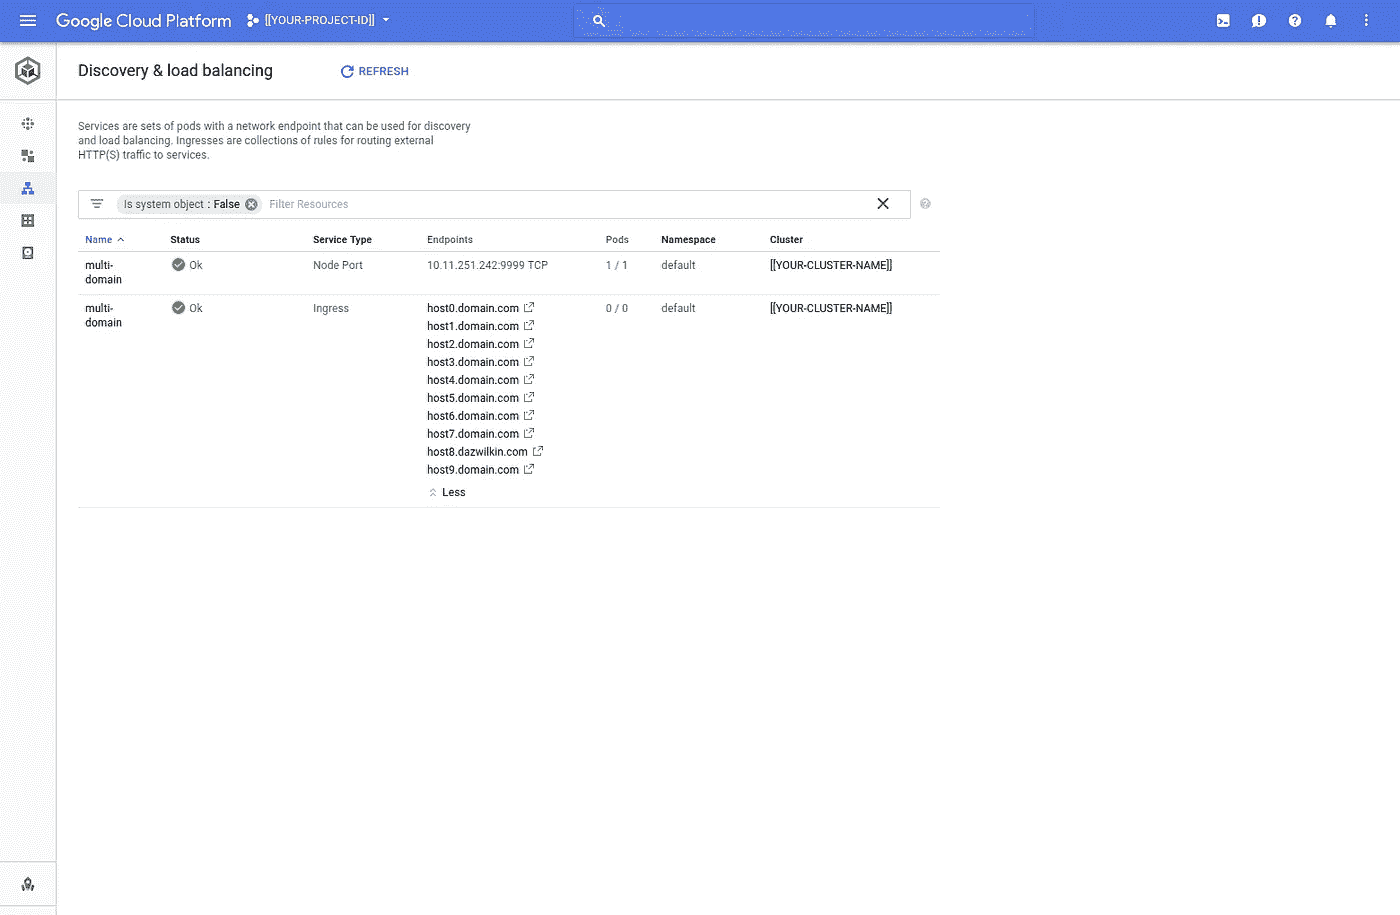 Google Cloud Platform [[YOUR-PROJECT-ID]]
Discovery & load balancing REFRESH
Services are sets of pods with a network endpoint that can be used for discovery
and load balancing. Ingresses are collections of rules for routing external
HTTP(S) traffic to services.
Is system object : False Filter Resources
Name Status Service Type Endpoints Pods Namespace Cluster
multi- Ok Node Port 10.11.251.242:9999 TCP 1 / 1 default [[YOUR-CLUSTER-NAME]]
domain
multi- Ok Ingress host0.domain.com 0 / 0 default [[YOUR-CLUSTER-NAME]]
domain
host1.domain.com
host2.domain.com
host3.domain.com
host4.domain.com
host5.domain.com
host6.domain.com
host7.domain.com
host8.dazwilkin.com
host9.domain.com
Less